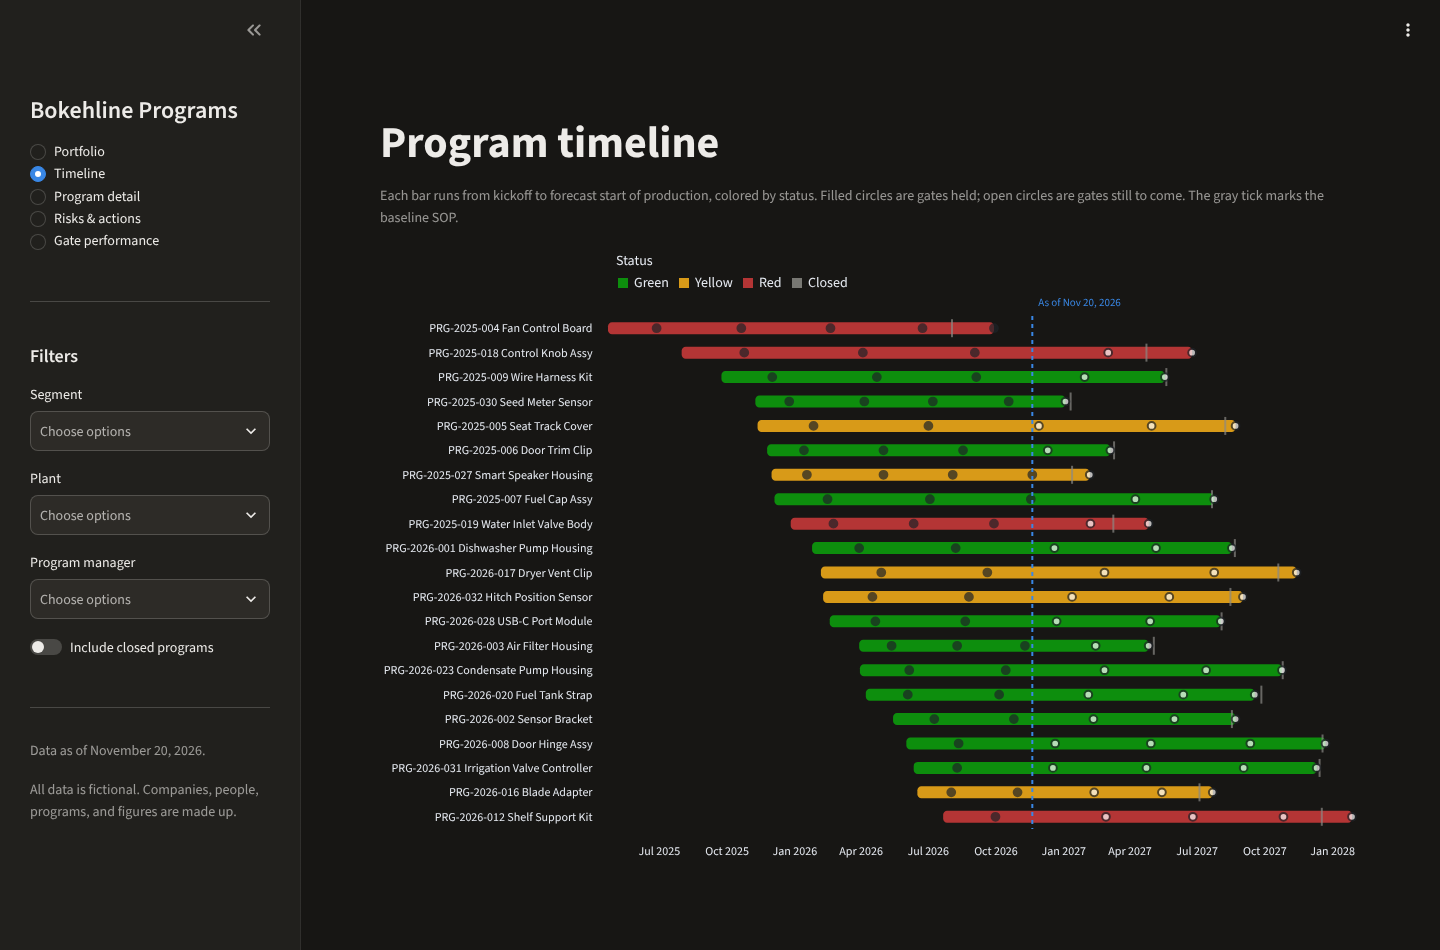 Bokehline Programs
Portfolio
Timeline
Program detail
Risks & actions
Gate performance
Filters
Segment
Choose options
Plant
Choose options
Program manager
Choose options
Include closed programs
Data as of November 20, 2026.
All data is fictional. Companies, people,
programs, and figures are made up.
Program timeline
Each bar runs from kickoff to forecast start of production, colored by status. Filled circles are gates held; open circles are gates still to come. The gray tick marks the
baseline SOP.
Status
Green Yellow Red Closed
As of Nov 20, 2026
PRG-2025-004 Fan Control Board
PRG-2025-018 Control Knob Assy
PRG-2025-009 Wire Harness Kit
PRG-2025-030 Seed Meter Sensor
PRG-2025-005 Seat Track Cover
PRG-2025-006 Door Trim Clip
PRG-2025-027 Smart Speaker Housing
PRG-2025-007 Fuel Cap Assy
PRG-2025-019 Water Inlet Valve Body
PRG-2026-001 Dishwasher Pump Housing
PRG-2026-017 Dryer Vent Clip
PRG-2026-032 Hitch Position Sensor
PRG-2026-028 USB-C Port Module
PRG-2026-003 Air Filter Housing
PRG-2026-023 Condensate Pump Housing
PRG-2026-020 Fuel Tank Strap
PRG-2026-002 Sensor Bracket
PRG-2026-008 Door Hinge Assy
PRG-2026-031 Irrigation Valve Controller
PRG-2026-016 Blade Adapter
PRG-2026-012 Shelf Support Kit
Jul 2025 Oct 2025 Jan 2026 Apr 2026 Jul 2026 Oct 2026 Jan 2027 Apr 2027 Jul 2027 Oct 2027 Jan 2028